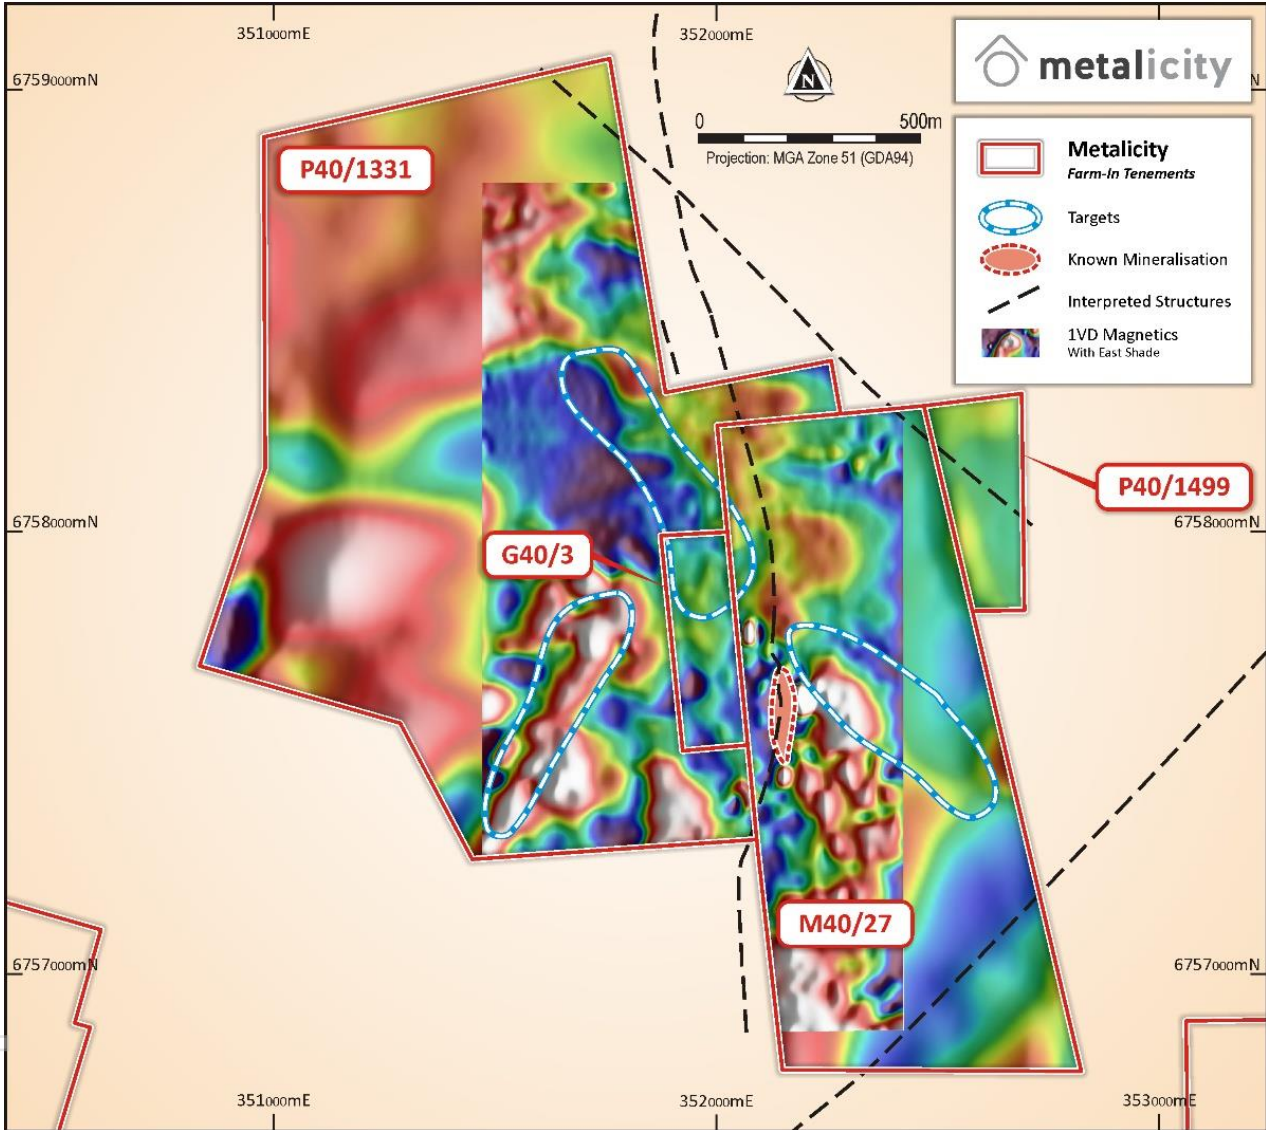 351000mE
352000mE
6759000mN
N
metalicity
N
0
500m
Projection: MGA Zone 51 (GDA94)
P40/1331
Metalicity
Farm-In Tenements
Targets
Known Mineralisation
Interpreted Structures
1VD Magnetics
With East Shade
P40/1499
6758000mN
6758000mN
G40/3
M40/27
6757000mN
6757000mN
351000mE
352000mE
353000mE